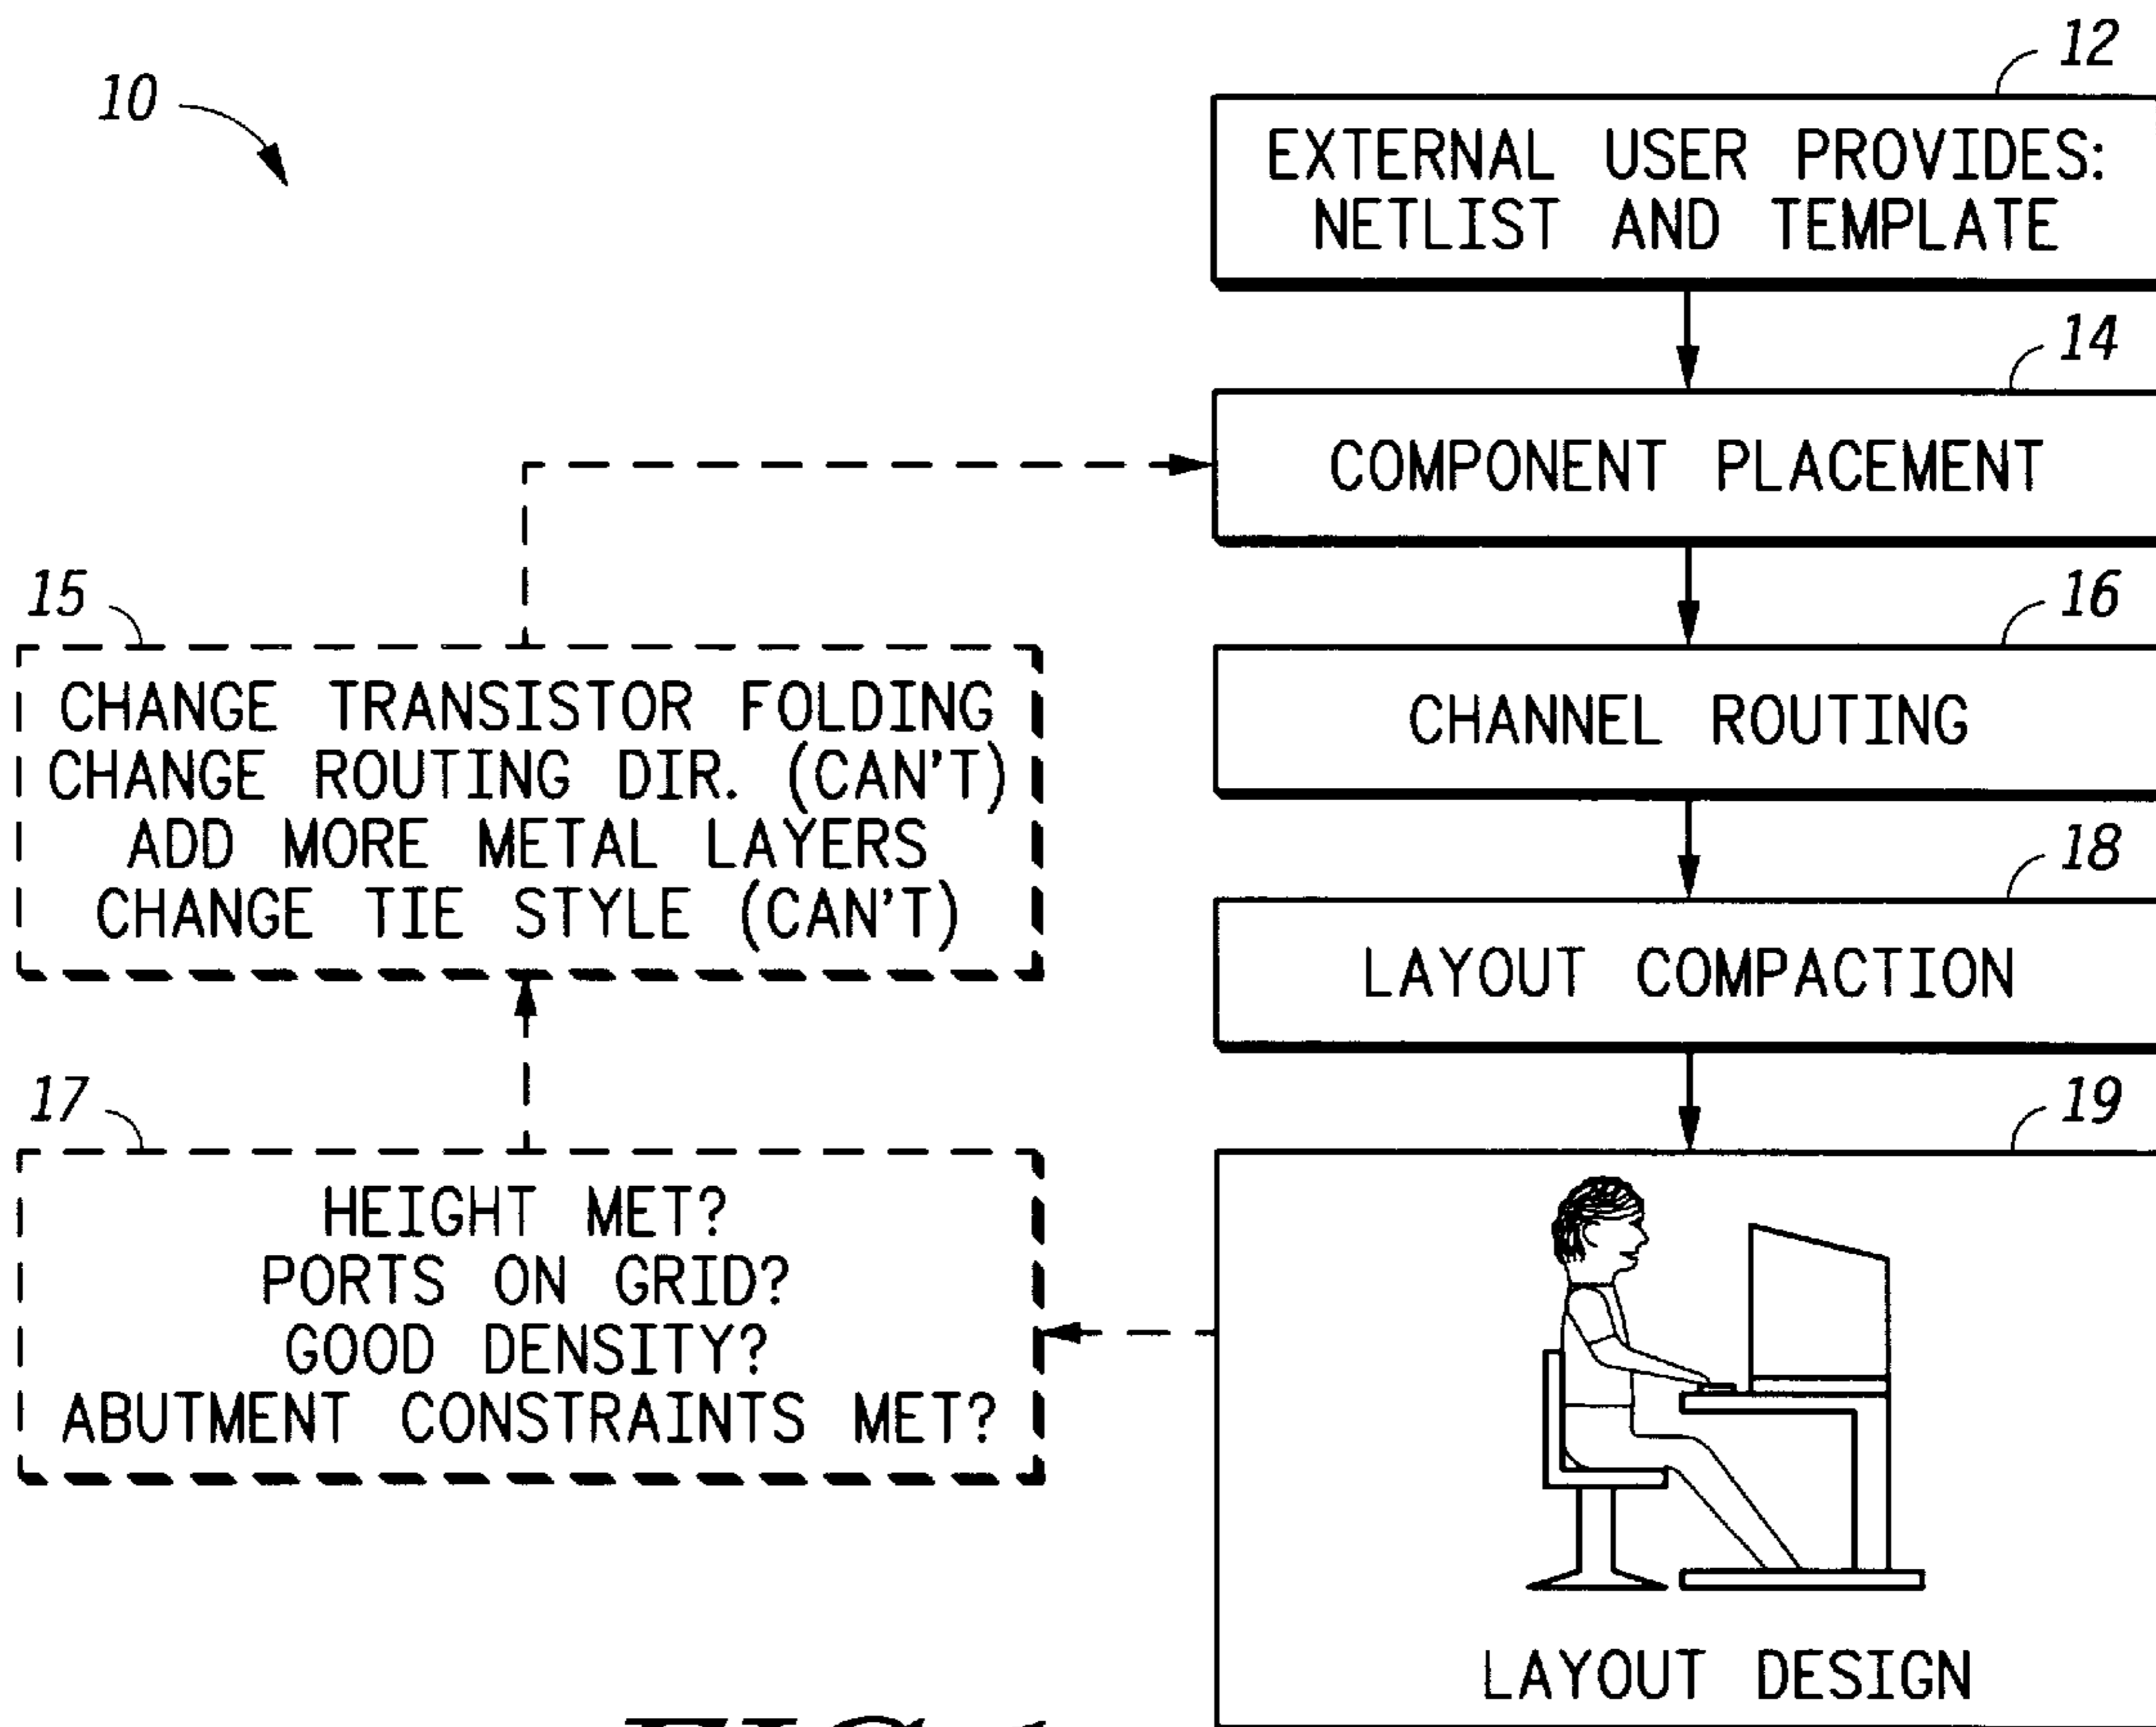 10
12
EXTERNAL USER PROVIDES:
NETLIST AND TEMPLATE
14
COMPONENT PLACEMENT
15
CHANGE TRANSISTOR FOLDING
CHANGE ROUTING DIR. (CAN'T)
ADD MORE METAL LAYERS
CHANGE TIE STYLE (CAN'T)
16
CHANNEL ROUTING
18
LAYOUT COMPACTION
17
HEIGHT MET?
PORTS ON GRID?
GOOD DENSITY?
ABUTMENT CONSTRAINTS MET?
19
LAYOUT DESIGN